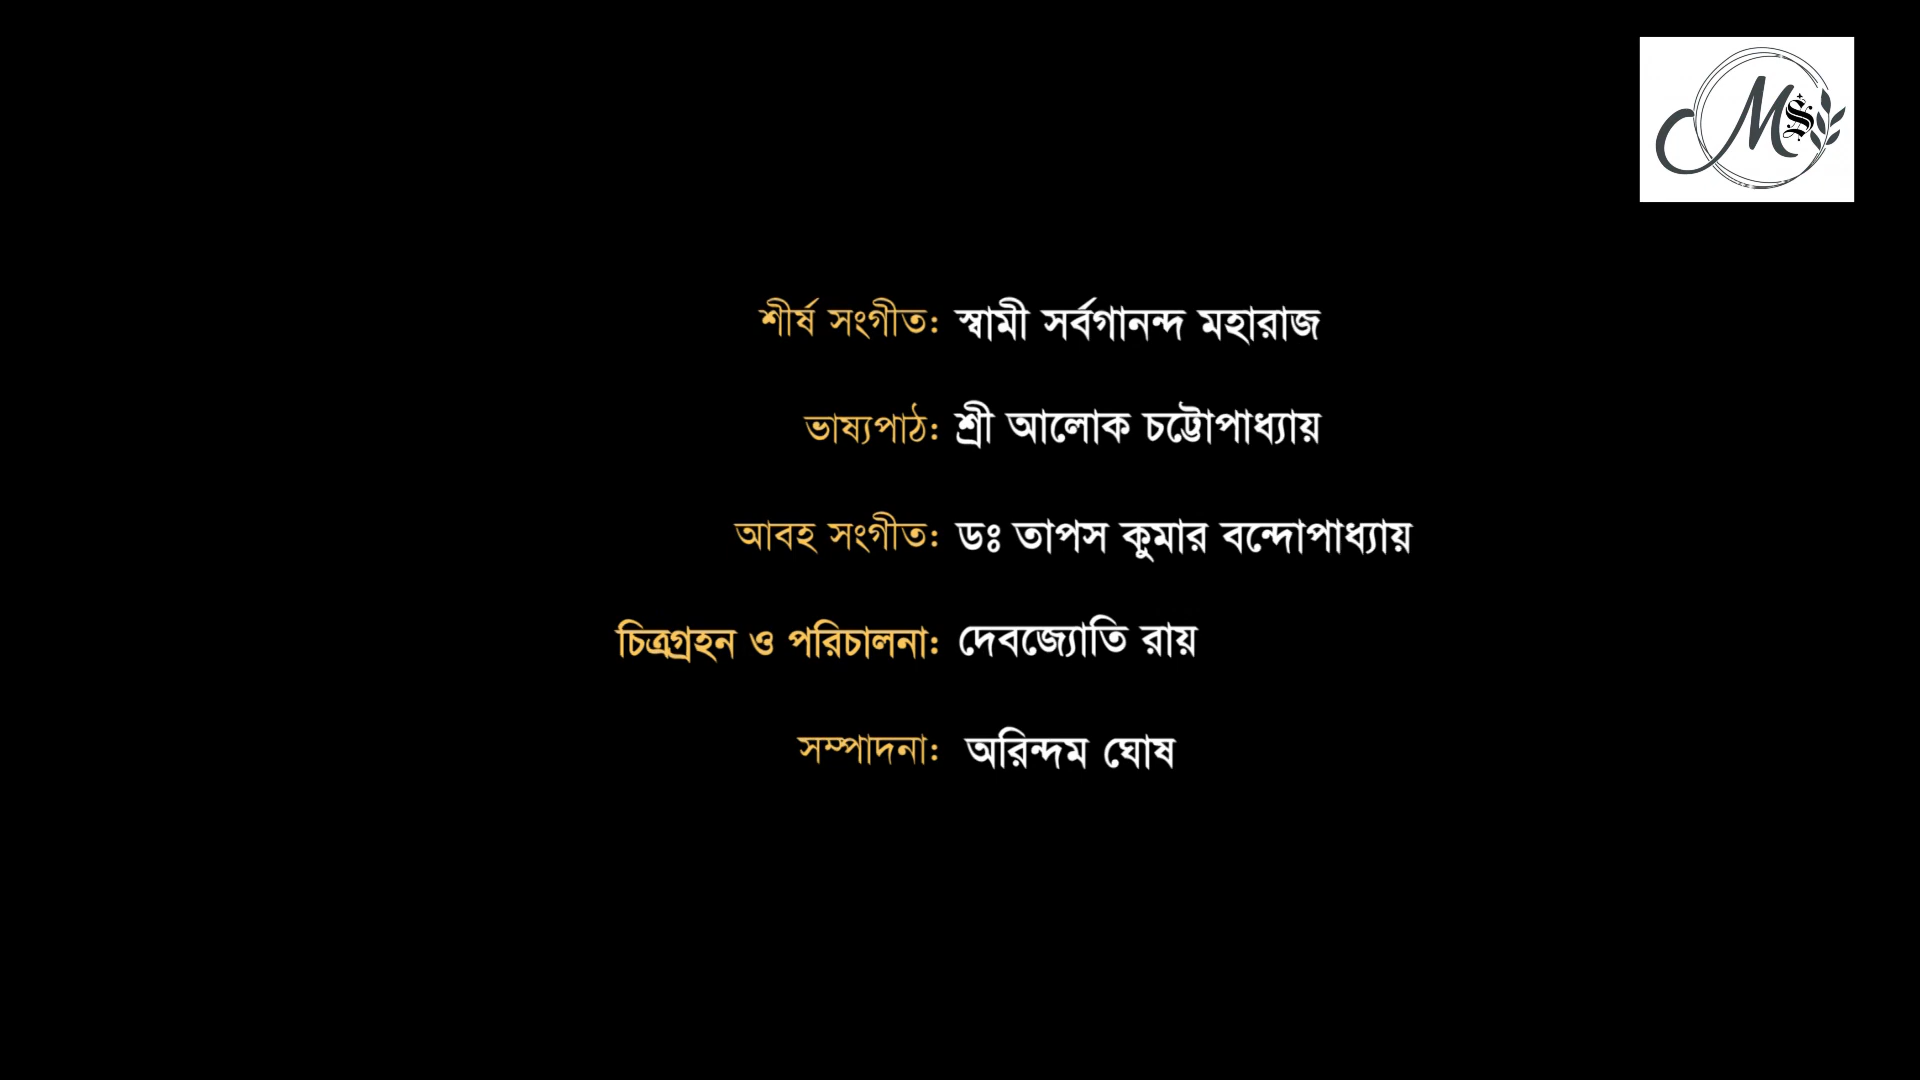 MS
শীর্ষ সংগীত: স্বামী সর্বগানন্দ মহারাজ
ভাষ্যপাঠ: শ্রী আলোক চট্টোপাধ্যায়
আবহ সংগীত: ডঃ তাপস কুমার বন্দোপাধ্যায়
চিত্রগ্রহন ও পরিচালনা: দেবজ্যোতি রায়
সম্পাদনা: অরিন্দম ঘোষ